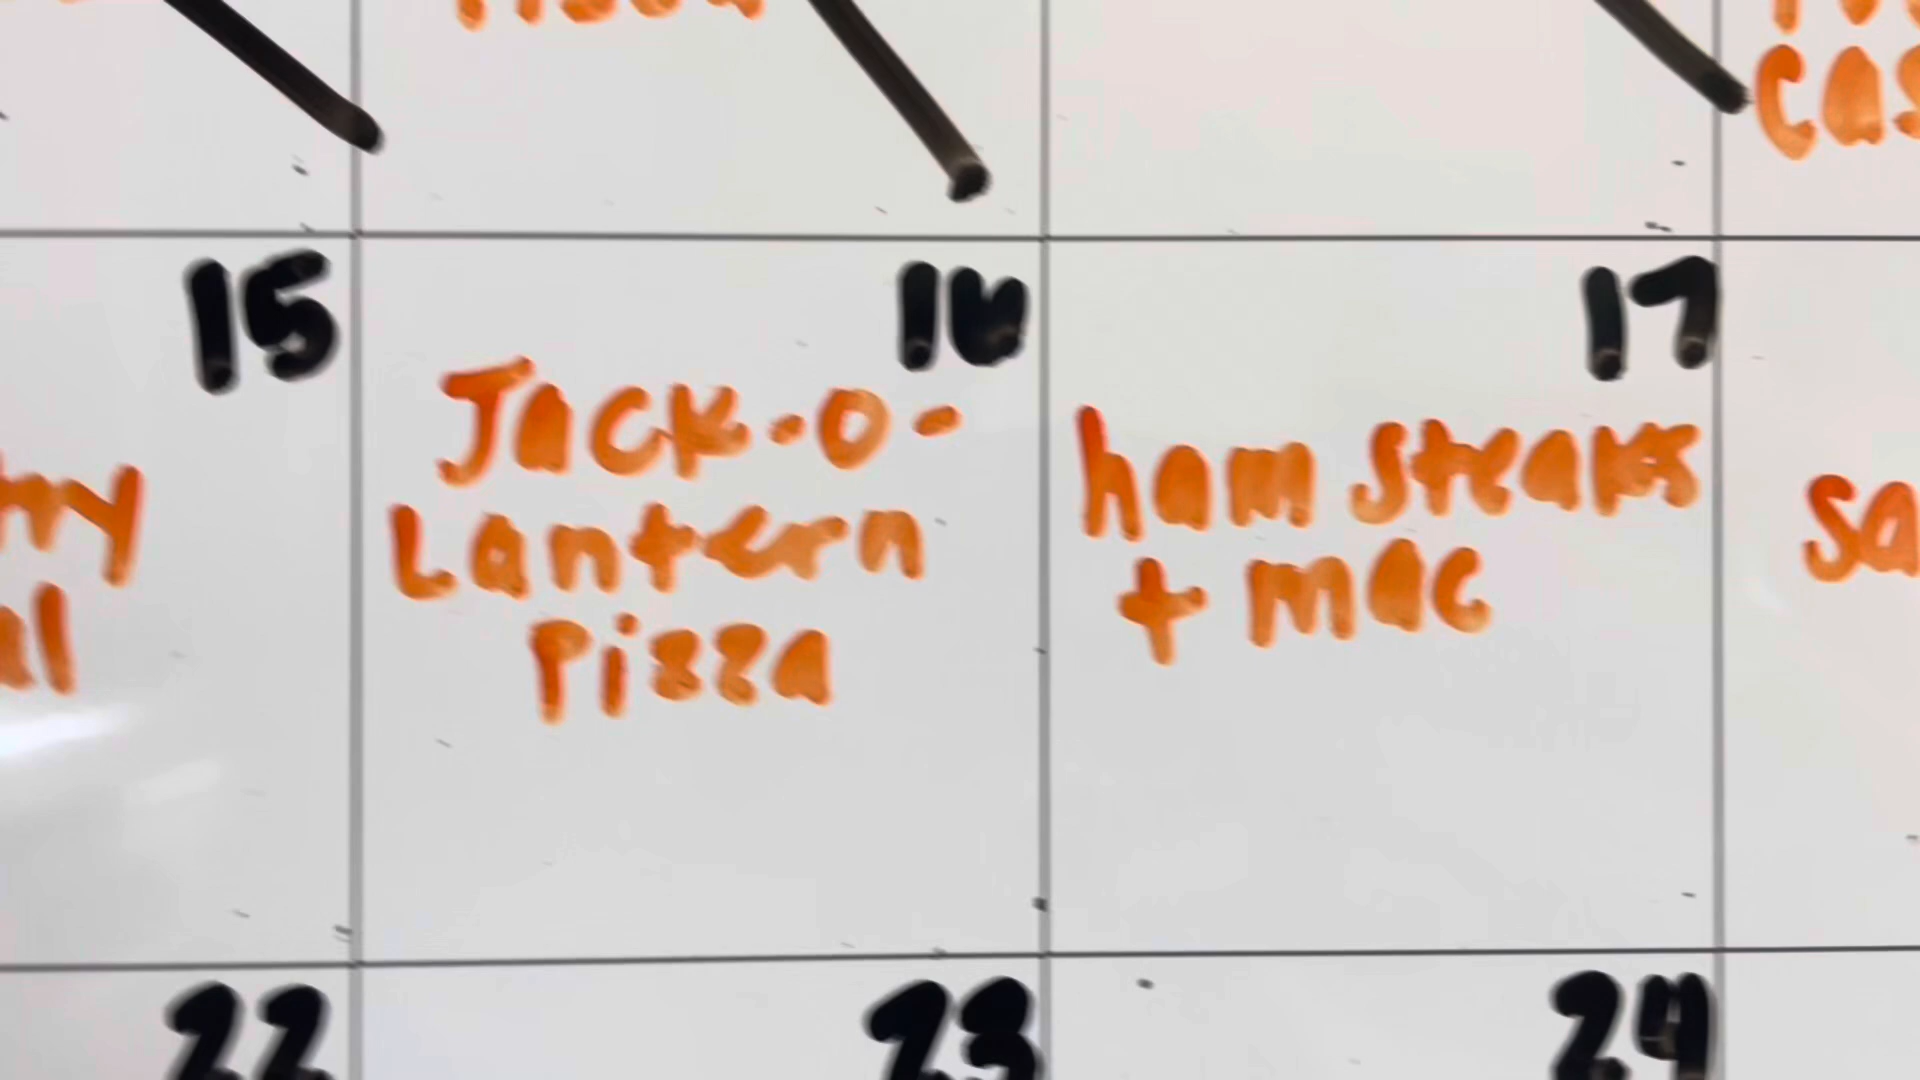 15
16
17
Jack-o-
Lantern
Pizza
ham steaks
+ mac
22
23
24